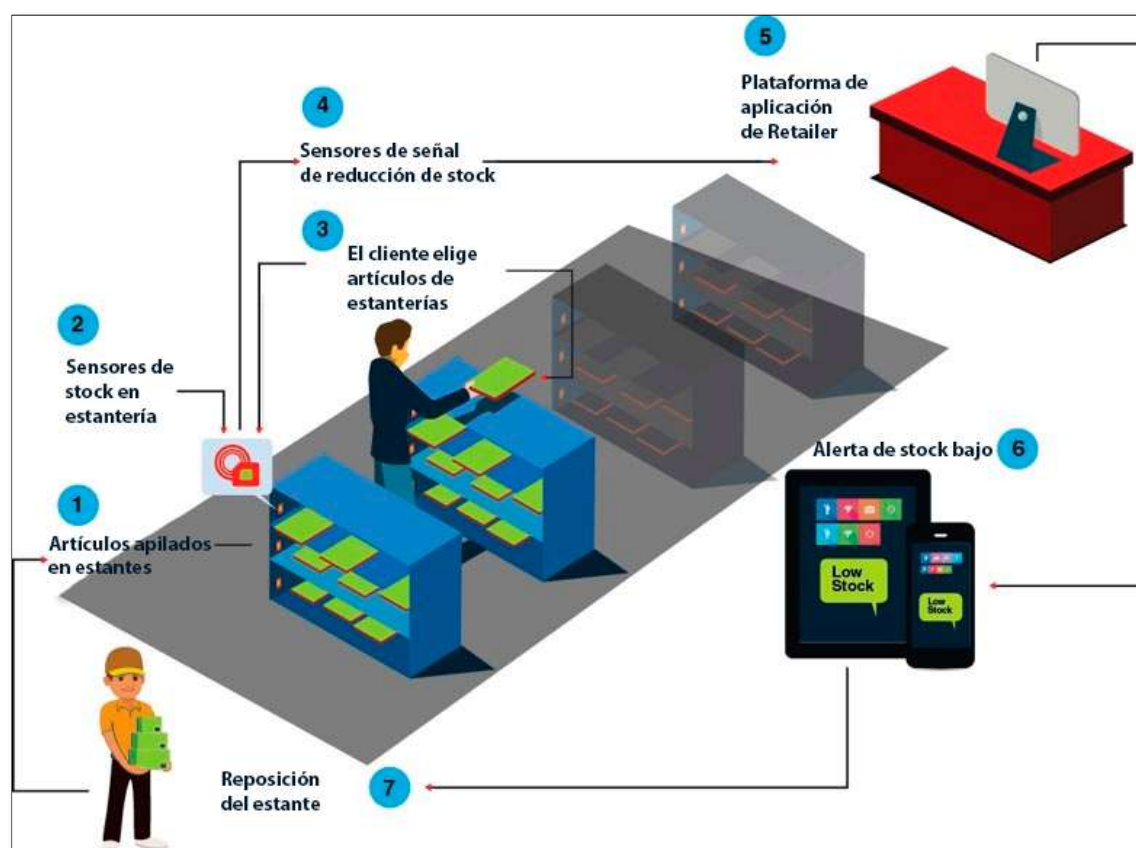 5
Plataforma de
aplicación
de Retailer
4
Sensores de señal
de reducción de stock
3
El cliente elige
artículos de
estanterías
2
Sensores de
stock en
estantería
1
Artículos apilados
en estantes
Alerta de stock bajo
6
Low
Stock
Low
Stock
Reposición
del estante
7